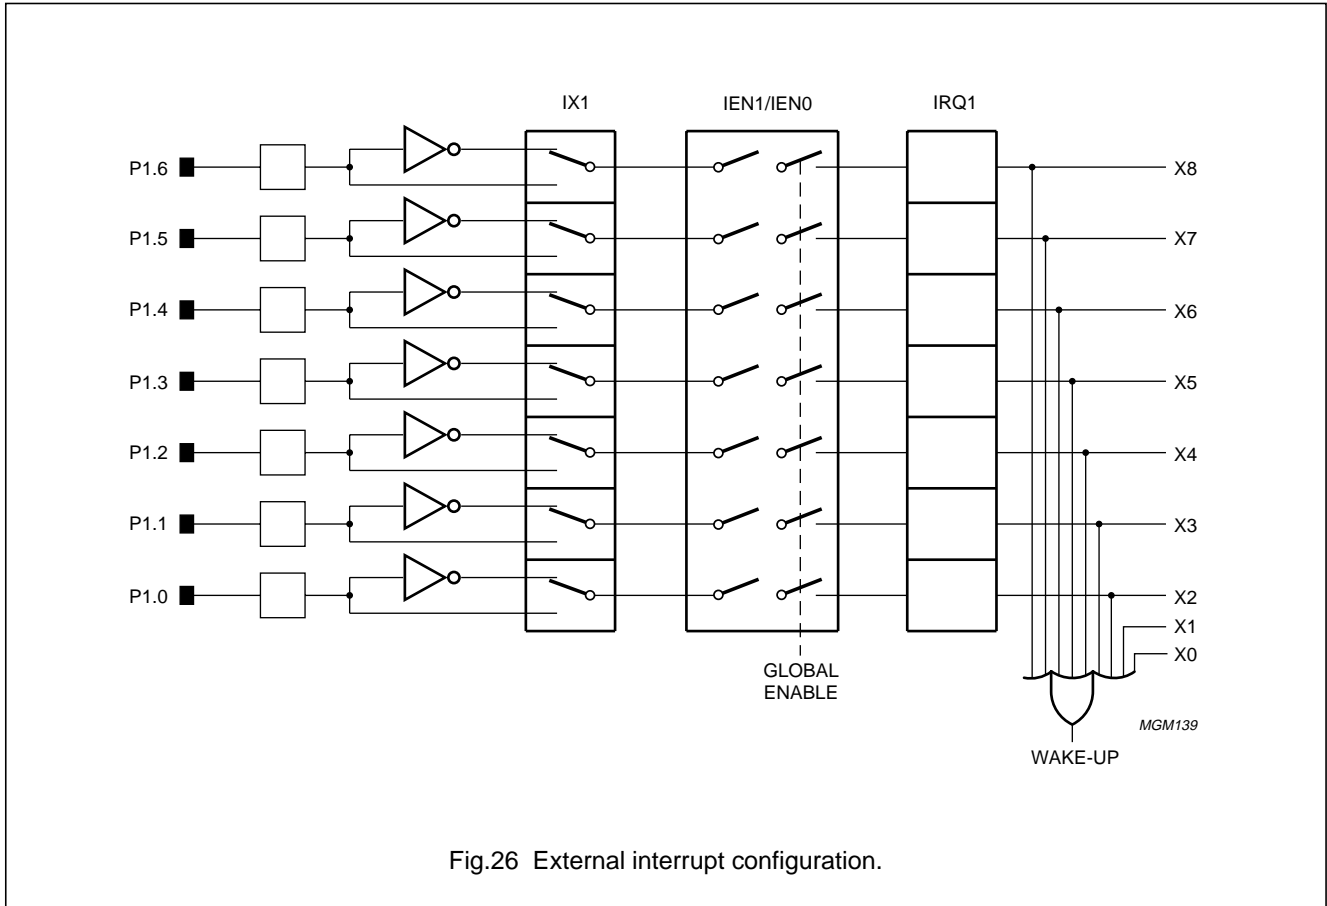 IX1 IEN1/IEN0 IRQ1
P1.6 X8
P1.5 X7
P1.4 X6
P1.3 X5
P1.2 X4
P1.1 X3
P1.0 X2
X1
X0
GLOBAL
ENABLE
MGM139
WAKE-UP
Fig.26 External interrupt configuration.